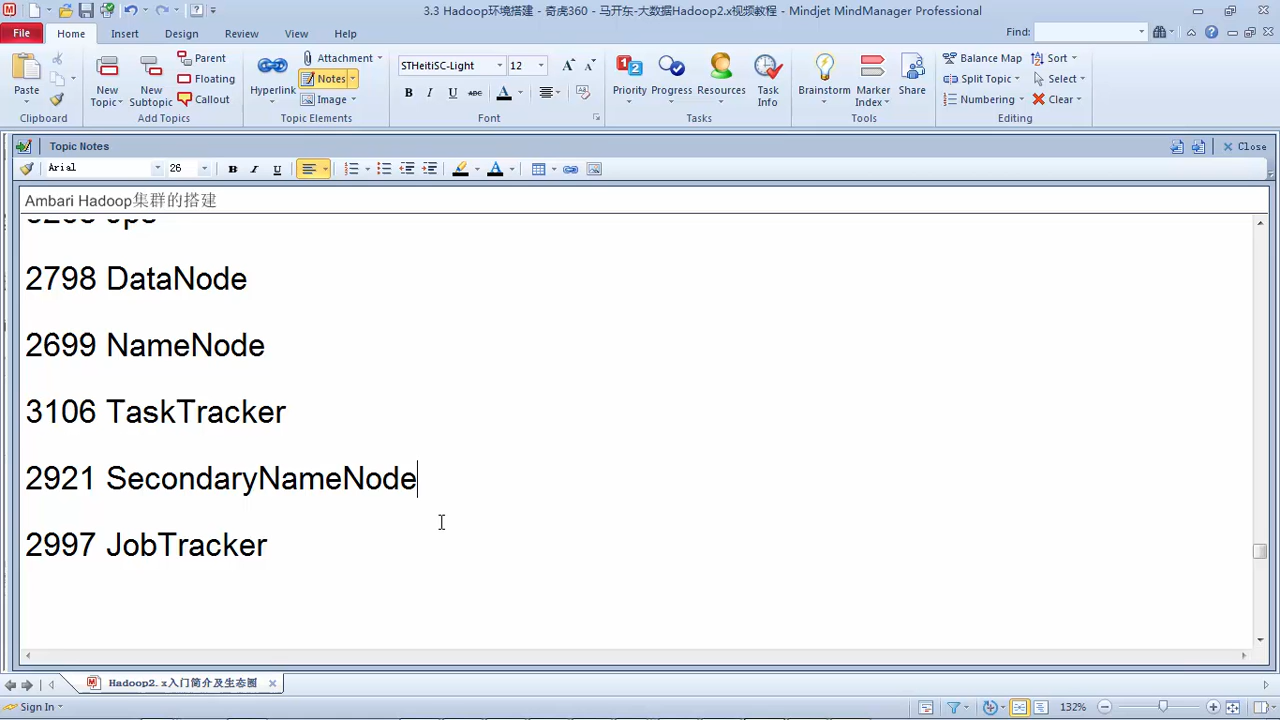 3.3 Hadoop环境搭建 - 奇虎360 - 马开东-大数据Hadoop2.x视频教程 - Mindjet MindManager Professional
File Home Insert Design Review View Help Find:
Paste
Clipboard
New Topic
New Subtopic
Parent
Floating
Callout
Add Topics
Hyperlink
Attachment
Notes
Image
Topic Elements
STHeitiSC-Light 12
B I U ABC A
Font
Priority
Progress
Resources
Task Info
Tasks
Brainstorm
Marker Index
Share
Tools
Balance Map
Split Topic
Numbering
Sort
Select
Clear
Editing
Topic Notes Close
Arial 26 B I U A
Ambari Hadoop集群的搭建
2798 DataNode
2699 NameNode
3106 TaskTracker
2921 SecondaryNameNode
2997 JobTracker
Hadoop2. x入门简介及生态圈
Sign In 132%